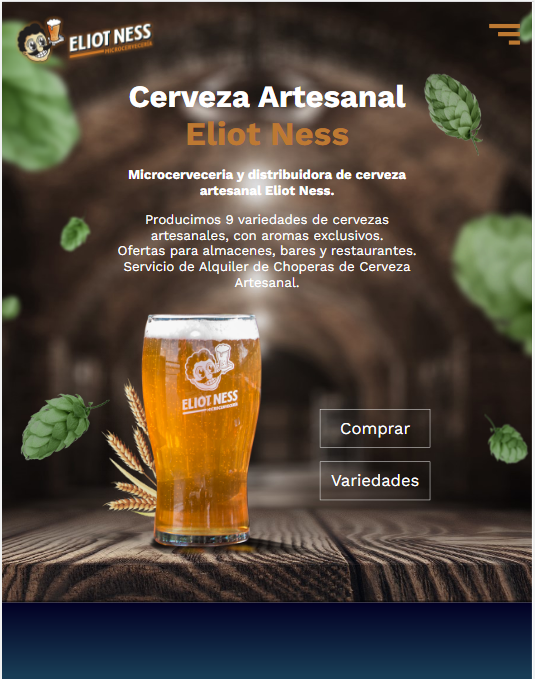 ELIOT NESS
MICROCERVECERIA
Cerveza Artesanal
Eliot Ness
Microcerveceria y distribuidora de cerveza
artesanal Eliot Ness.
Producimos 9 variedades de cervezas
artesanales, con aromas exclusivos.
Ofertas para almacenes, bares y restaurantes.
Servicio de Alquiler de Choperas de Cerveza
Artesanal.
ELIOT NESS
MICROCERVECERIA
Comprar
Variedades